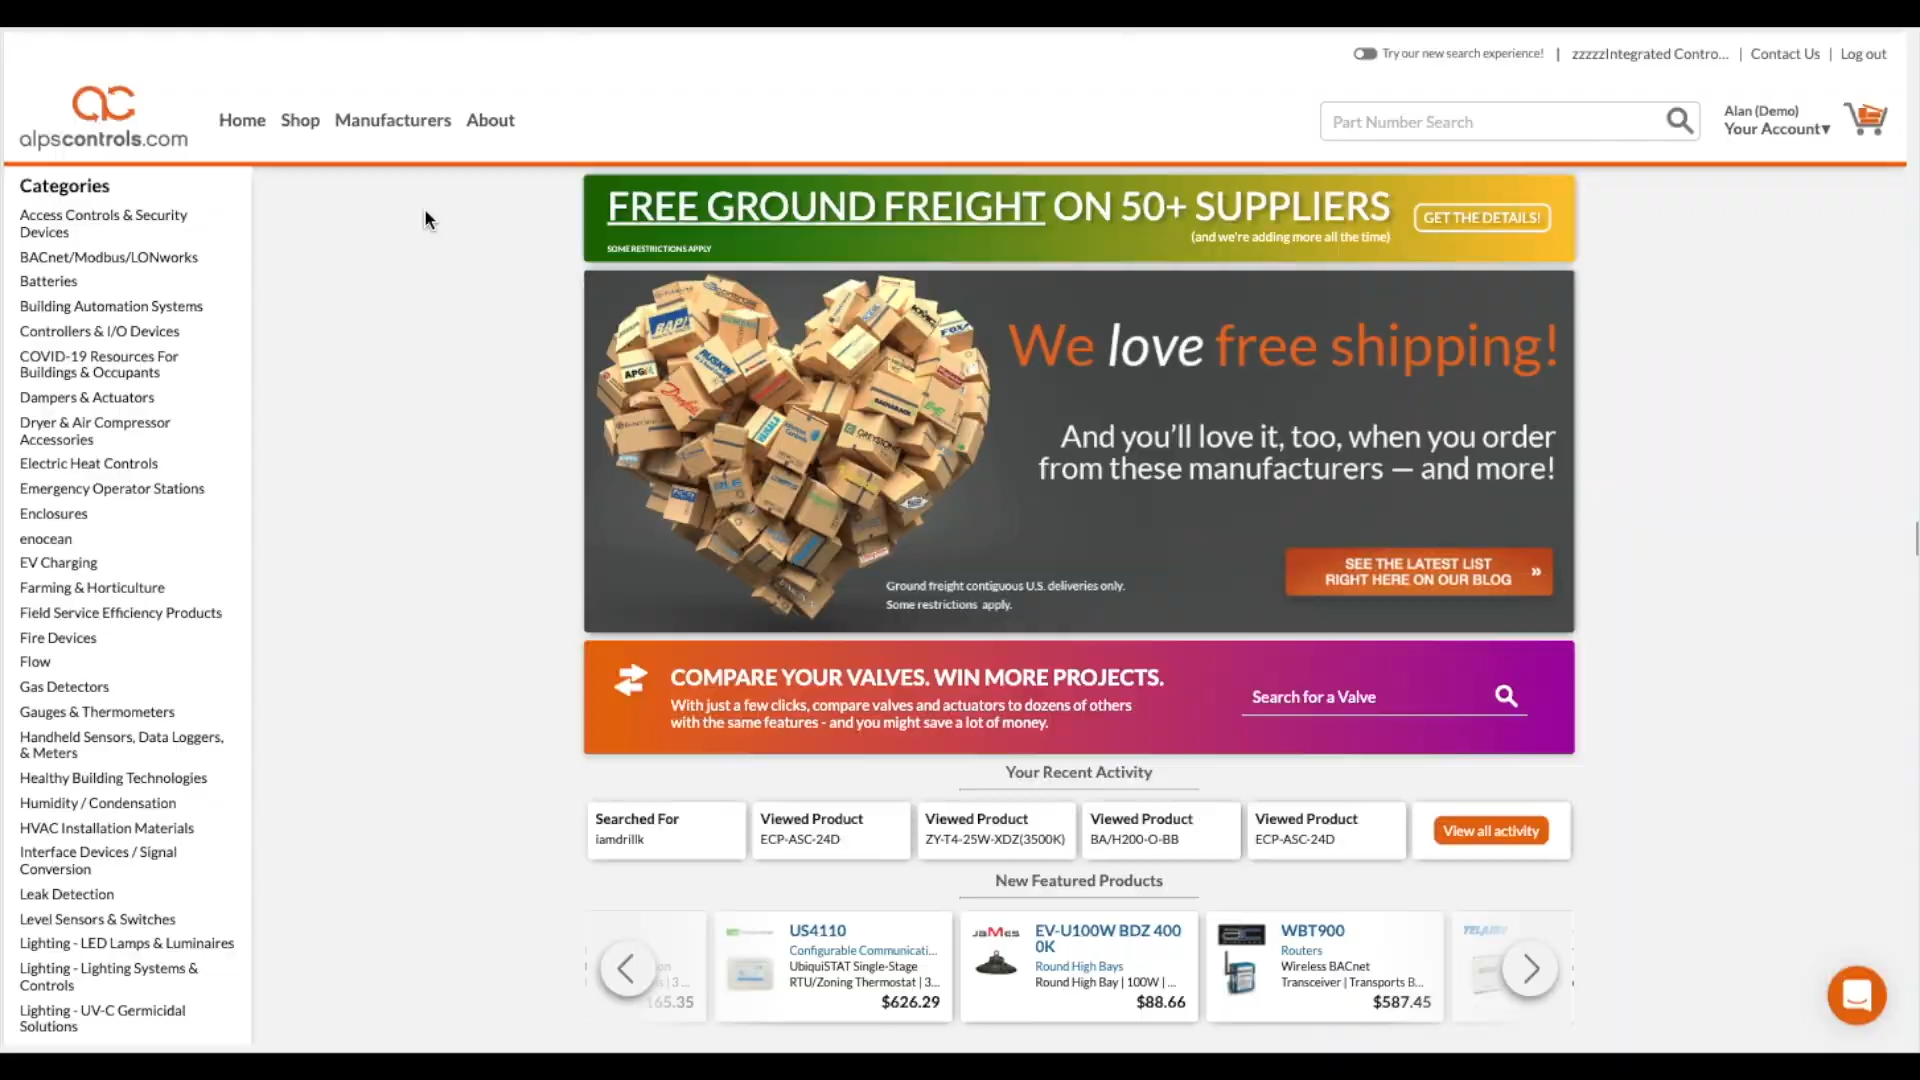 Try our new search experience! | zzzzzIntegrated Contro... | Contact Us | Log out
alpscontrols.com
Home Shop Manufacturers About
Part Number Search
Alan (Demo)
Your Account▾
Categories
Access Controls & Security
Devices
BACnet/Modbus/LONworks
Batteries
Building Automation Systems
Controllers & I/O Devices
COVID-19 Resources For
Buildings & Occupants
Dampers & Actuators
Dryer & Air Compressor
Accessories
Electric Heat Controls
Emergency Operator Stations
Enclosures
enocean
EV Charging
Farming & Horticulture
Field Service Efficiency Products
Fire Devices
Flow
Gas Detectors
Gauges & Thermometers
Handheld Sensors, Data Loggers,
& Meters
Healthy Building Technologies
Humidity / Condensation
HVAC Installation Materials
Interface Devices / Signal
Conversion
Leak Detection
Level Sensors & Switches
Lighting - LED Lamps & Luminaires
Lighting - Lighting Systems &
Controls
Lighting - UV-C Germicidal
Solutions
FREE GROUND FREIGHT ON 50+ SUPPLIERS
(and we're adding more all the time)
SOME RESTRICTIONS APPLY
GET THE DETAILS!
BAPI
RUSKIN
APG
Danfoss
VAISALA
GREYSTONE
KMC
RLE
We love free shipping!
And you'll love it, too, when you order
from these manufacturers — and more!
SEE THE LATEST LIST
RIGHT HERE ON OUR BLOG »
Ground freight contiguous U.S. deliveries only.
Some restrictions apply.
COMPARE YOUR VALVES. WIN MORE PROJECTS.
With just a few clicks, compare valves and actuators to dozens of others
with the same features - and you might save a lot of money.
Search for a Valve
Your Recent Activity
Searched For
iamdrillk
Viewed Product
ECP-ASC-24D
Viewed Product
ZY-T4-25W-XDZ(3500K)
Viewed Product
BA/H200-O-BB
Viewed Product
ECP-ASC-24D
View all activity
New Featured Products
65.35
US4110
Configurable Communicati...
UbiquiSTAT Single-Stage
RTU/Zoning Thermostat | 3...
$626.29
JaMes
EV-U100W BDZ 400
0K
Round High Bays
Round High Bay | 100W | ...
$88.66
WBT900
Routers
Wireless BACnet
Transceiver | Transports B...
$587.45
TELAIRE